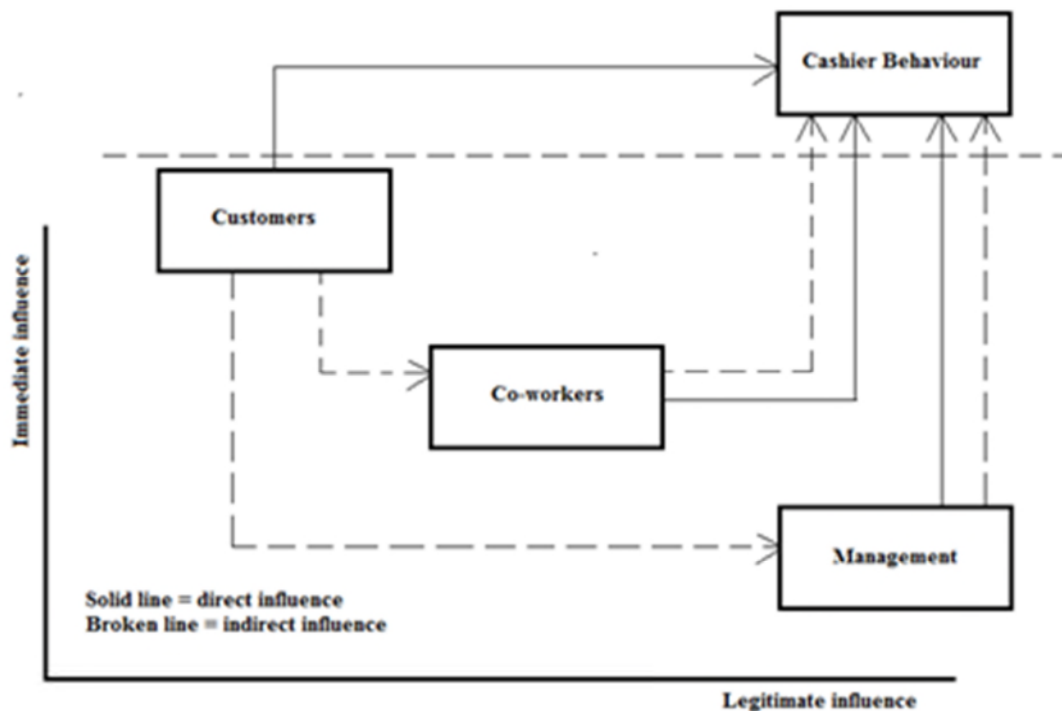 Cashier Behaviour
Customers
Immediate influence
Co-workers
Management
Solid line = direct influence
Broken line = indirect influence
Legitimate influence